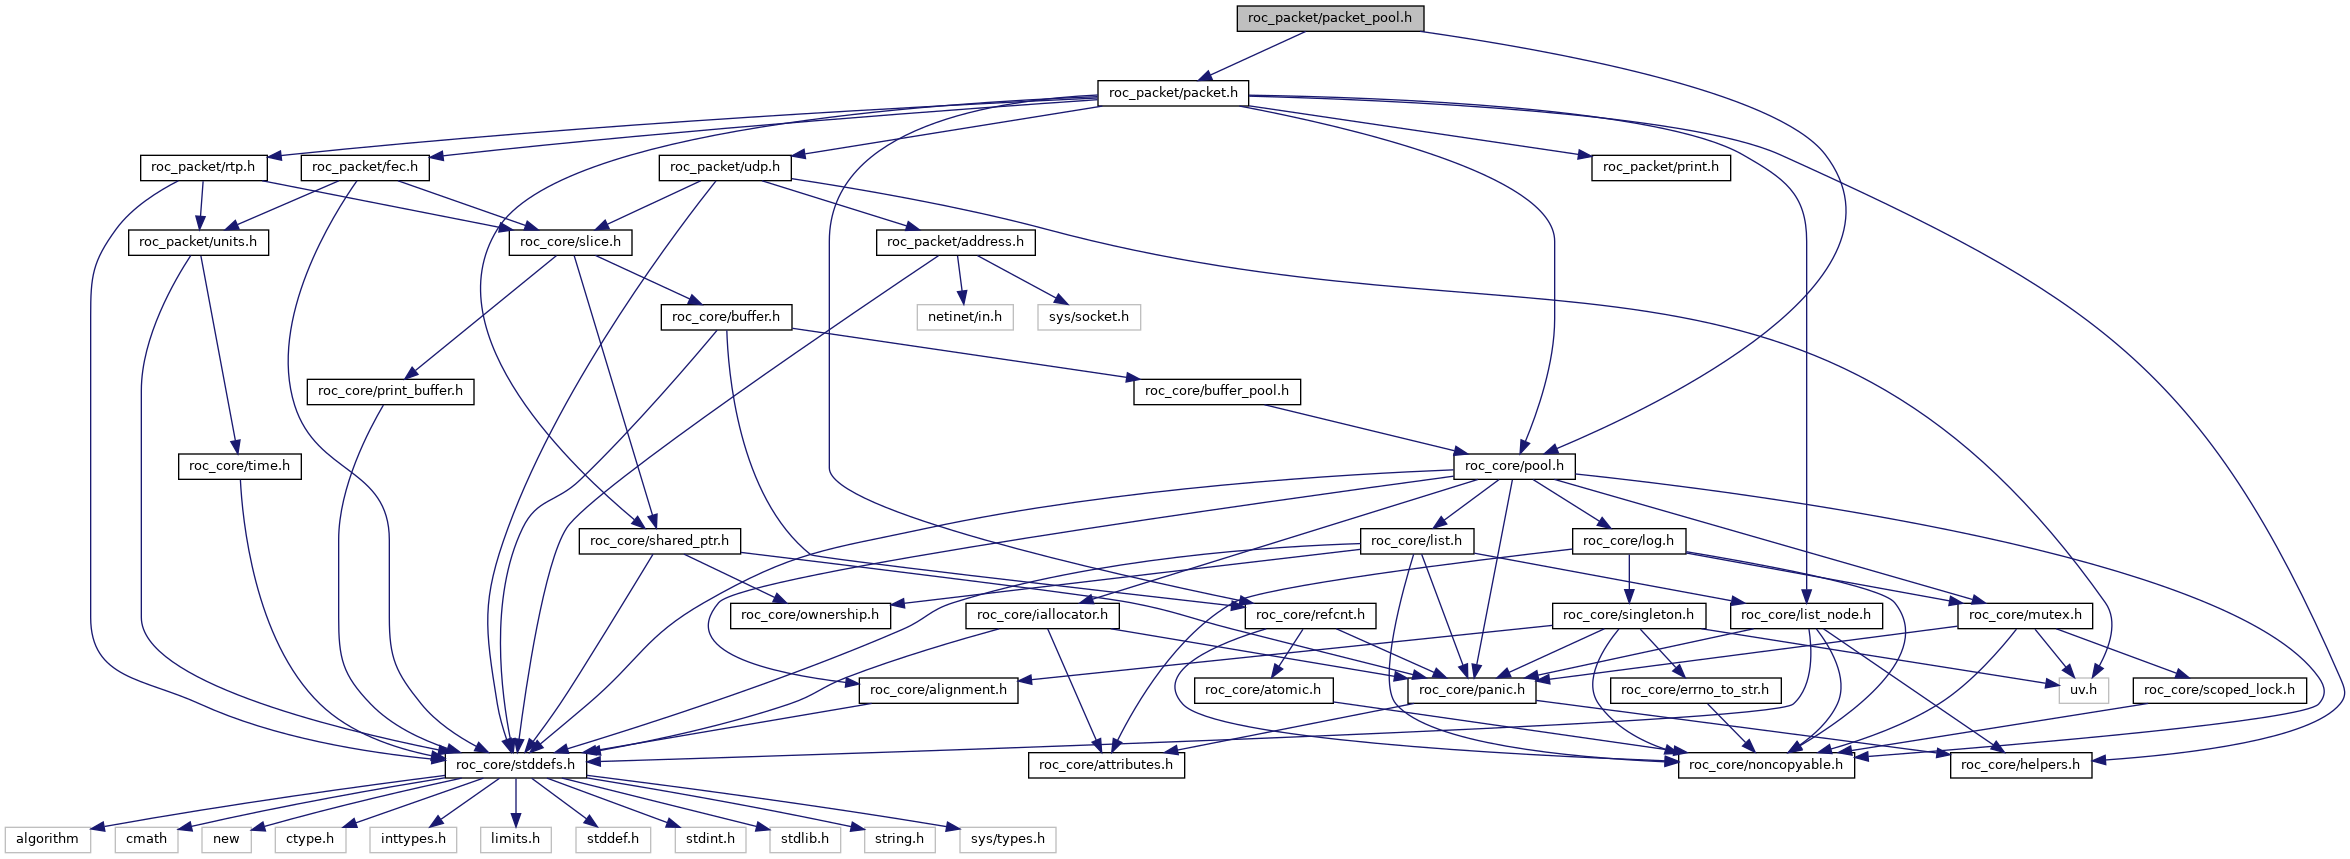 roc_packet/packet_pool.h
roc_packet/packet.h
roc_packet/rtp.h
roc_packet/fec.h
roc_packet/udp.h
roc_packet/print.h
roc_packet/units.h
roc_core/slice.h
roc_packet/address.h
roc_core/buffer.h
netinet/in.h
sys/socket.h
roc_core/print_buffer.h
roc_core/buffer_pool.h
roc_core/time.h
roc_core/pool.h
roc_core/shared_ptr.h
roc_core/list.h
roc_core/log.h
roc_core/ownership.h
roc_core/iallocator.h
roc_core/refcnt.h
roc_core/singleton.h
roc_core/list_node.h
roc_core/mutex.h
roc_core/alignment.h
roc_core/atomic.h
roc_core/panic.h
roc_core/errno_to_str.h
uv.h
roc_core/scoped_lock.h
roc_core/stddefs.h
roc_core/attributes.h
roc_core/noncopyable.h
roc_core/helpers.h
algorithm
cmath
new
ctype.h
inttypes.h
limits.h
stddef.h
stdint.h
stdlib.h
string.h
sys/types.h